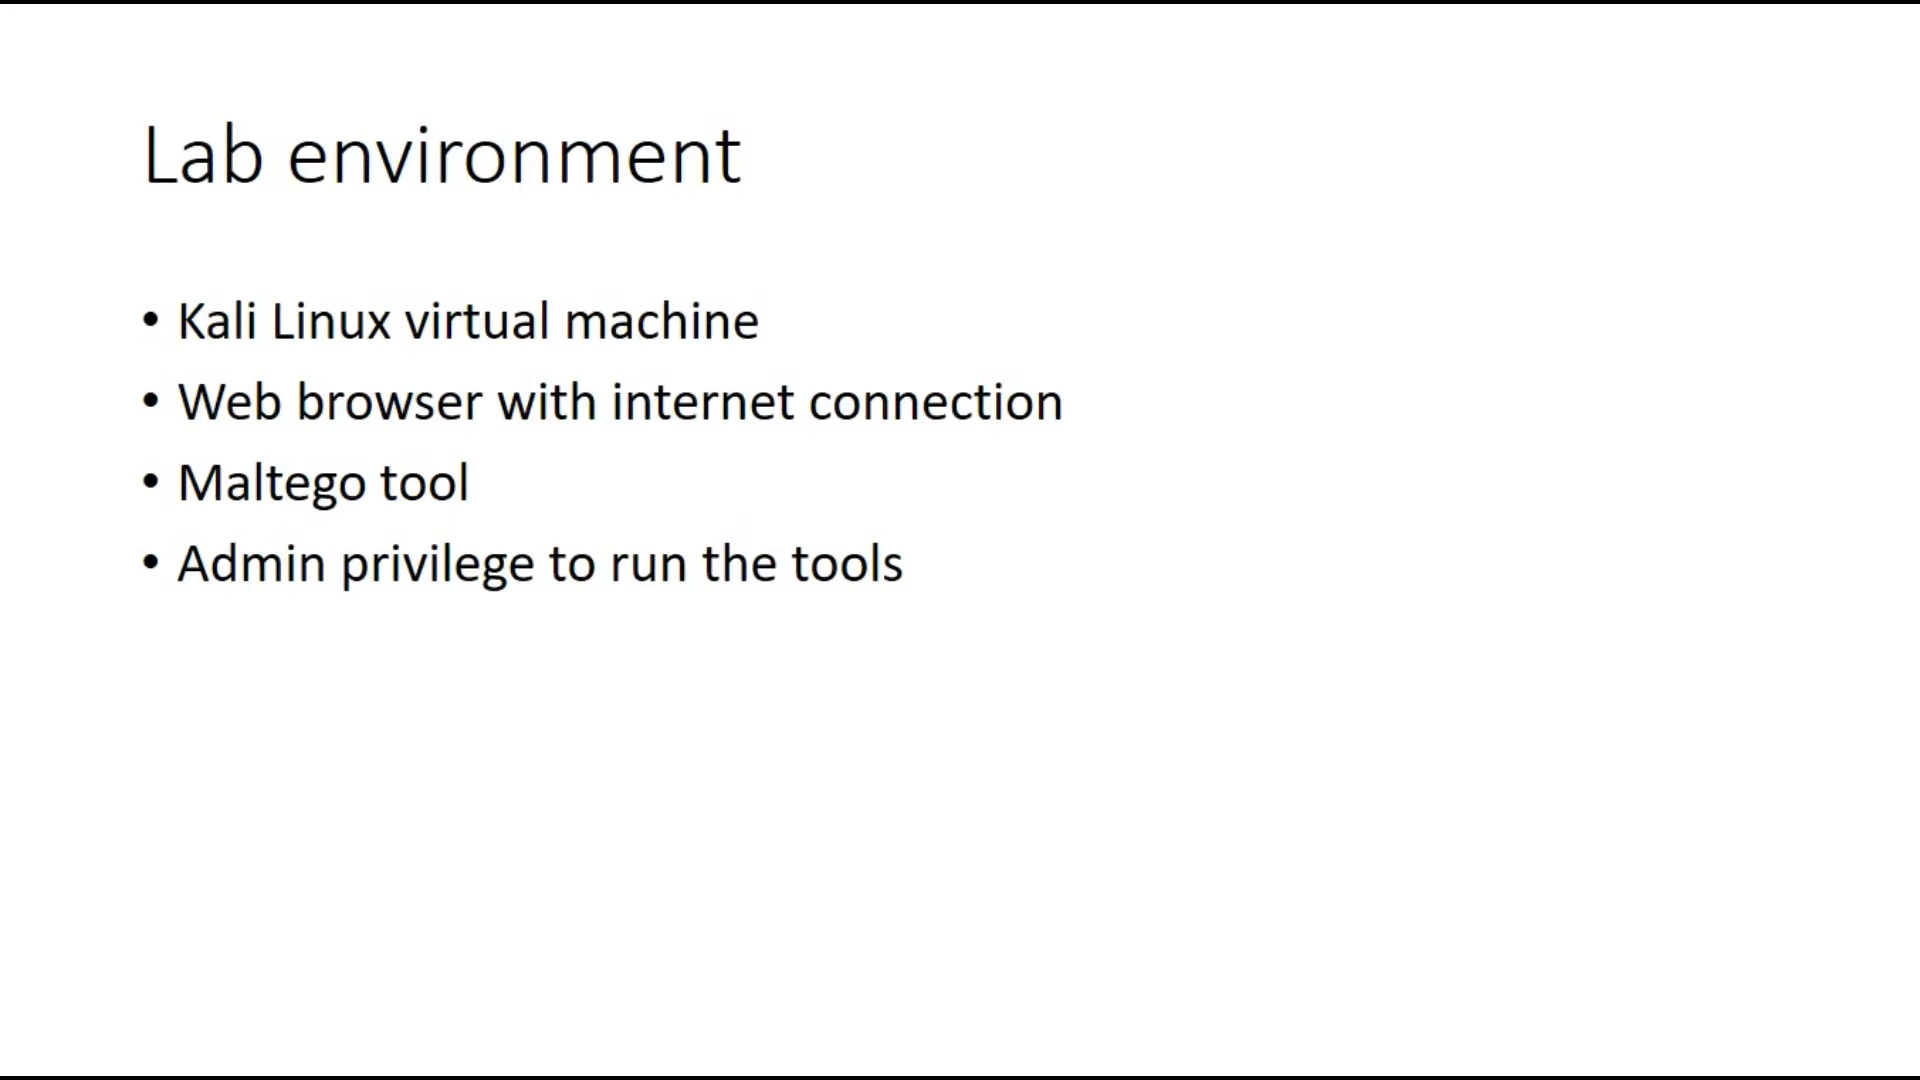 Lab environment
• Kali Linux virtual machine
• Web browser with internet connection
• Maltego tool
• Admin privilege to run the tools